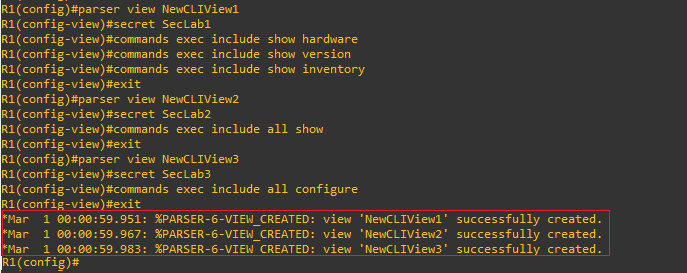 R1(config)#parser view NewCLIView1
R1(config-view)#secret SecLab1
R1(config-view)#commands exec include show hardware
R1(config-view)#commands exec include show version
R1(config-view)#commands exec include show inventory
R1(config-view)#exit
R1(config)#parser view NewCLIView2
R1(config-view)#secret SecLab2
R1(config-view)#commands exec include all show
R1(config-view)#exit
R1(config)#parser view NewCLIView3
R1(config-view)#secret SecLab3
R1(config-view)#commands exec include all configure
R1(config-view)#exit
*Mar  1 00:00:59.951: %PARSER-6-VIEW_CREATED: view 'NewCLIView1' successfully created.
*Mar  1 00:00:59.967: %PARSER-6-VIEW_CREATED: view 'NewCLIView2' successfully created.
*Mar  1 00:00:59.983: %PARSER-6-VIEW_CREATED: view 'NewCLIView3' successfully created.
R1(config)#